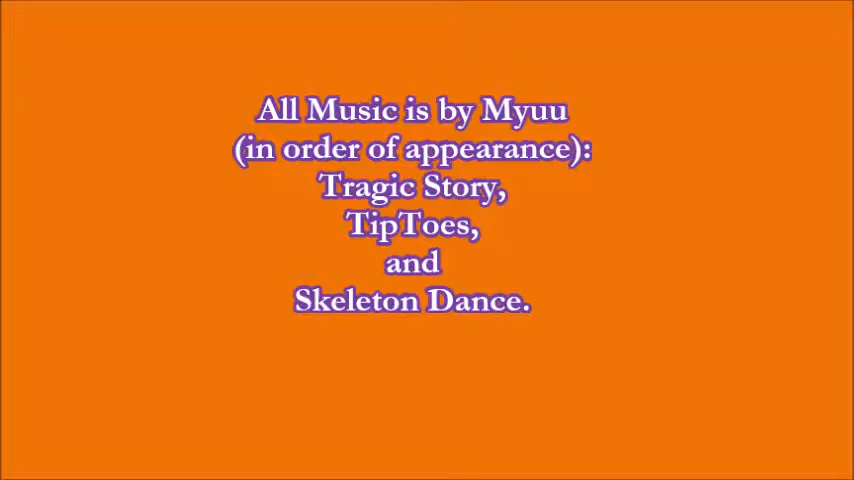 All Music is by Myuu
(in order of appearance):
Tragic Story,
TipToes,
and
Skeleton Dance.